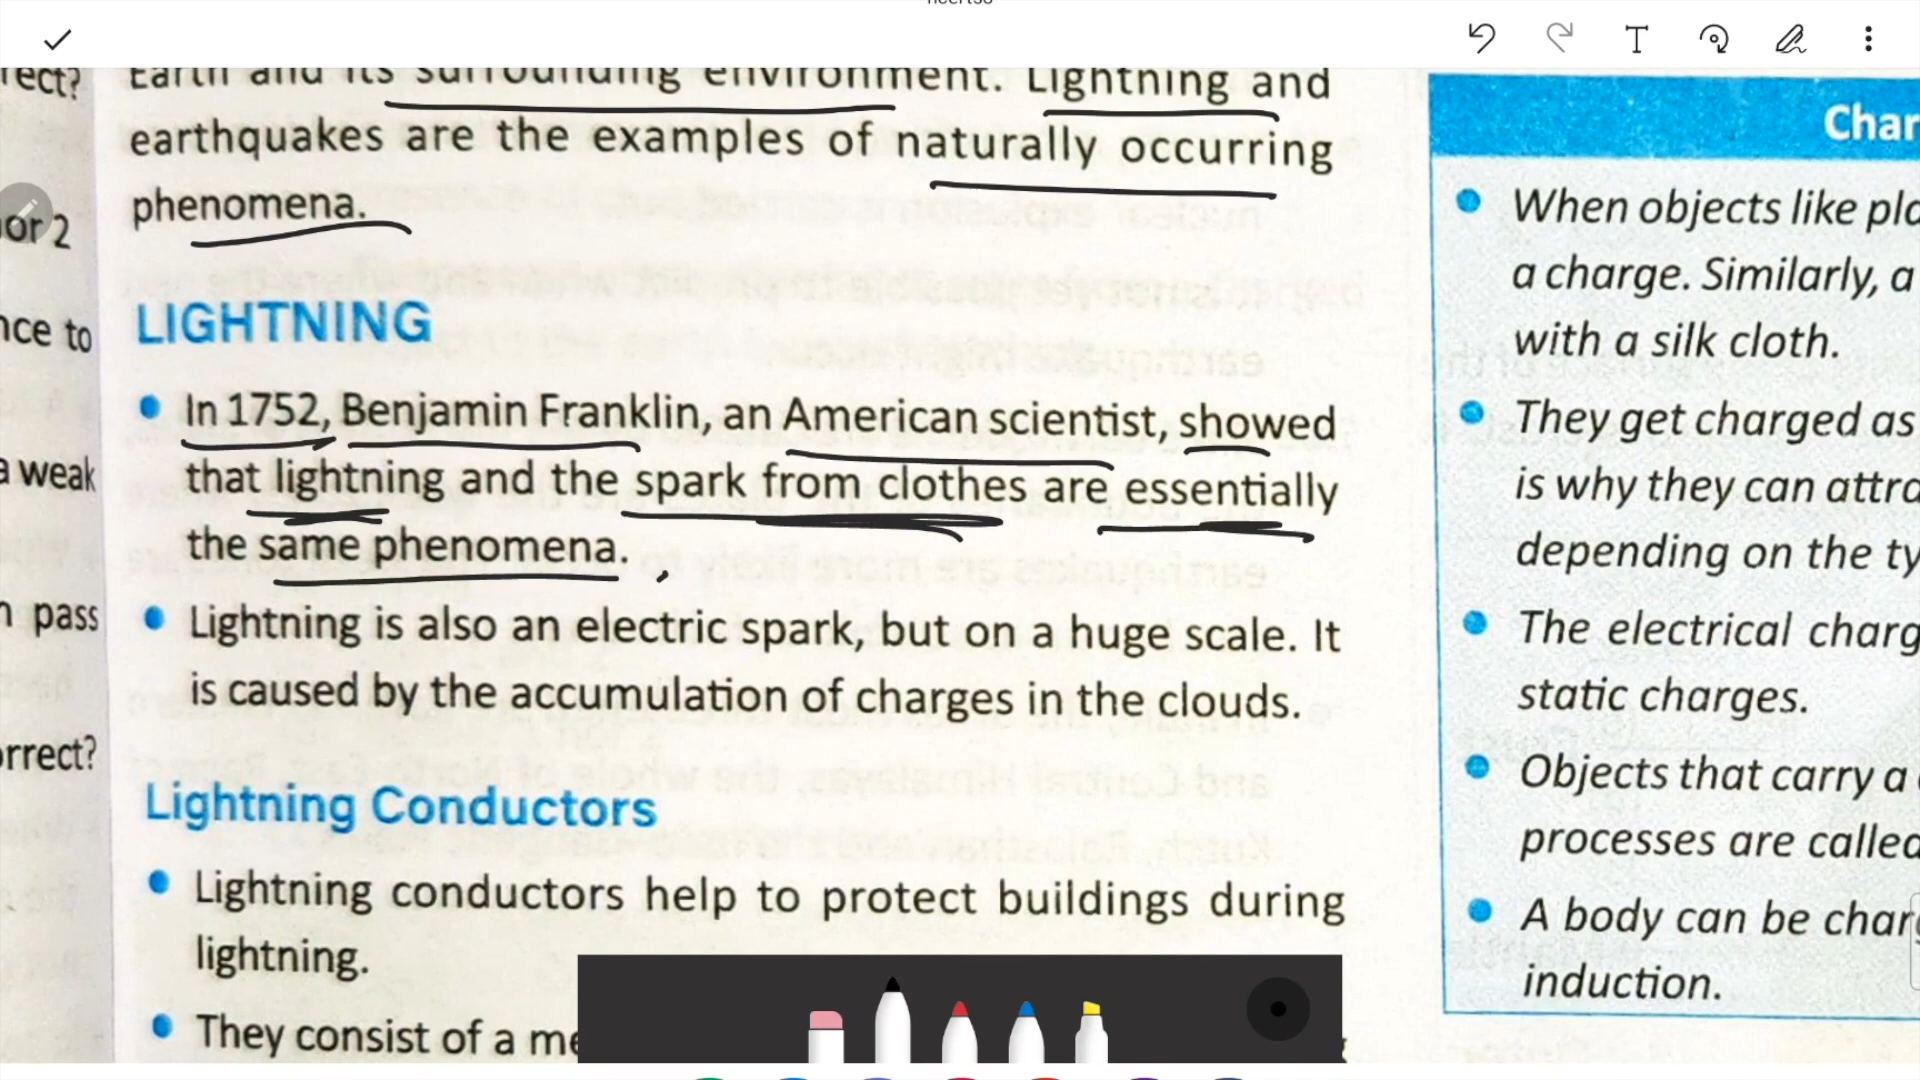 rect?
or 2
nce to
a weak
n pass
orrect?
Earth and its surrounding environment. Lightning and
earthquakes are the examples of naturally occurring
phenomena.
LIGHTNING
• In 1752, Benjamin Franklin, an American scientist, showed
that lightning and the spark from clothes are essentially
the same phenomena.
• Lightning is also an electric spark, but on a huge scale. It
is caused by the accumulation of charges in the clouds.
Lightning Conductors
• Lightning conductors help to protect buildings during
lightning.
• They consist of a me
Char
• When objects like pla
a charge. Similarly, a
with a silk cloth.
• They get charged as
is why they can attra
depending on the ty
• The electrical charg
static charges.
• Objects that carry a
processes are called
• A body can be charg
induction.